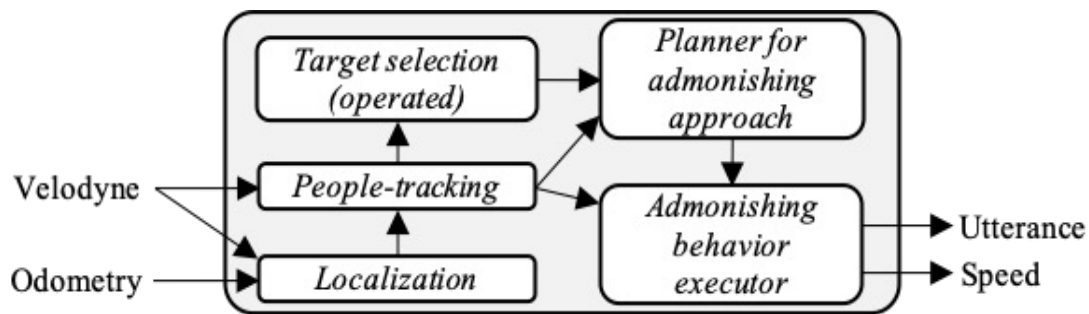 Target selection
(operated)
Planner for
admonishing
approach
Velodyne
People-tracking
Admonishing
behavior
executor
Utterance
Odometry
Localization
Speed